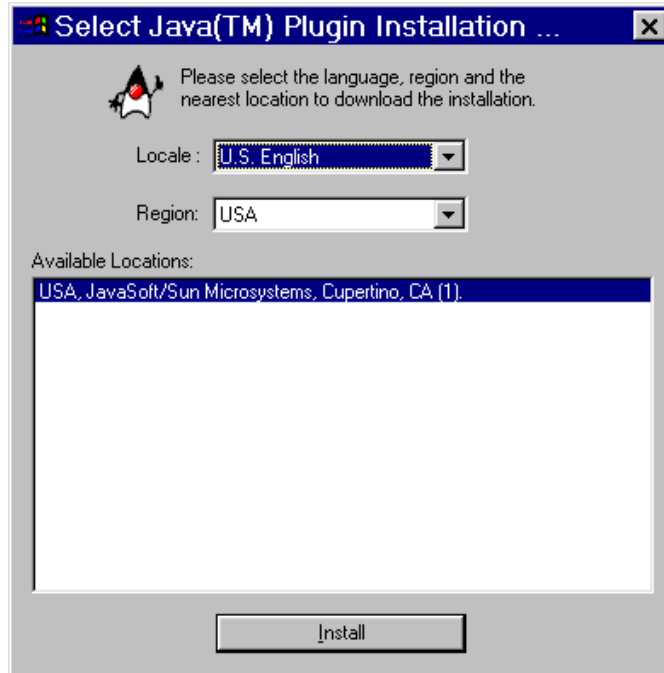 Select Java(TM) Plugin Installation ...
Please select the language, region and the
nearest location to download the installation.
Locale : U.S. English
Region: USA
Available Locations:
USA, JavaSoft/Sun Microsystems, Cupertino, CA (1).
Install